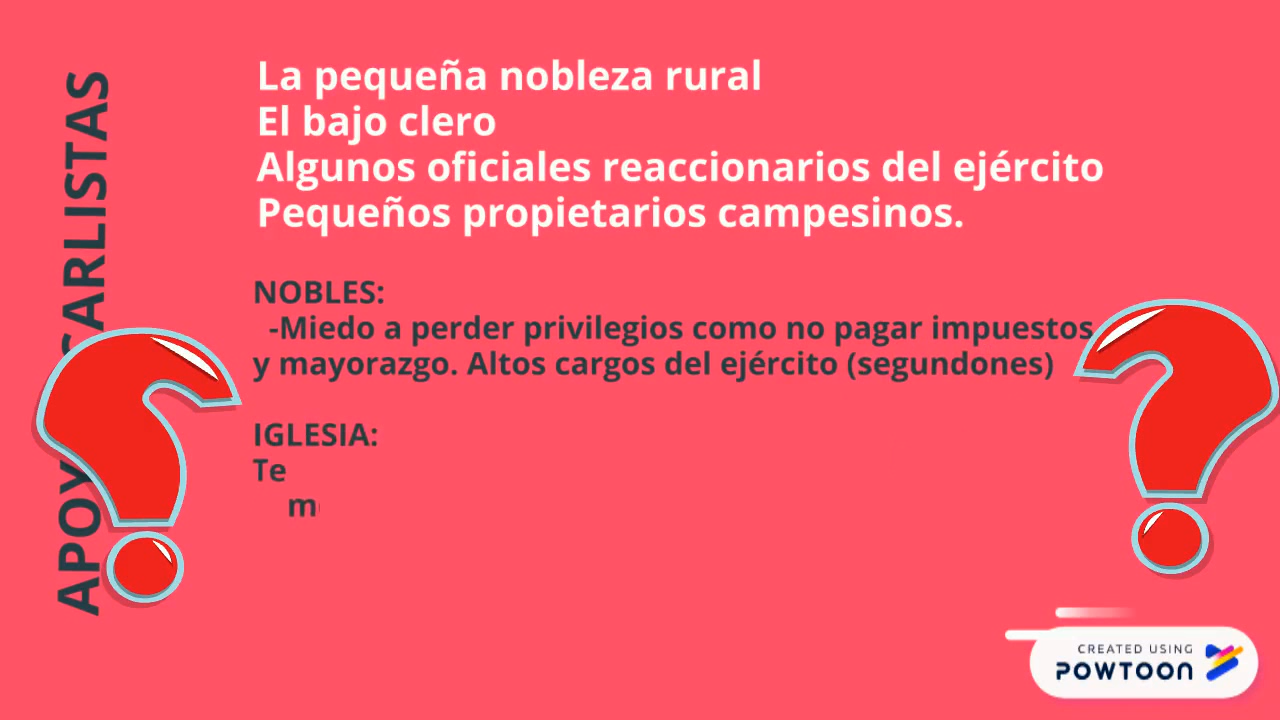 La pequeña nobleza rural
El bajo clero
Algunos oficiales reaccionarios del ejército
Pequeños propietarios campesinos.
NOBLES:
-Miedo a perder privilegios como no pagar impuestos
y mayorazgo. Altos cargos del ejército (segundones)
IGLESIA:
Te
m
CARLISTAS
CREATED USING
POWTOON